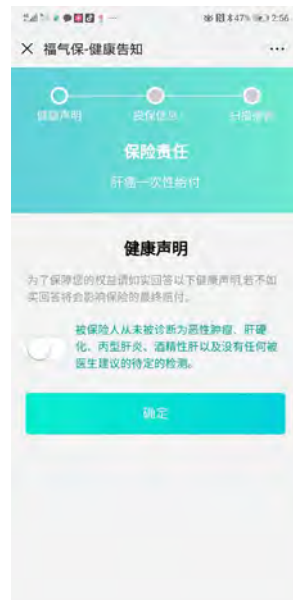 47% 2:56
福气保-健康告知
健康声明 投保信息
保险责任
肝癌一次性给付
健康声明
为了保障您的权益请如实回答以下健康声明,若不如
实回答将会影响保险的最终赔付。
被保险人从未被诊断为恶性肿瘤、肝硬
化、丙型肝炎、酒精性肝以及没有任何被
医生建议的待定的检测。
确定